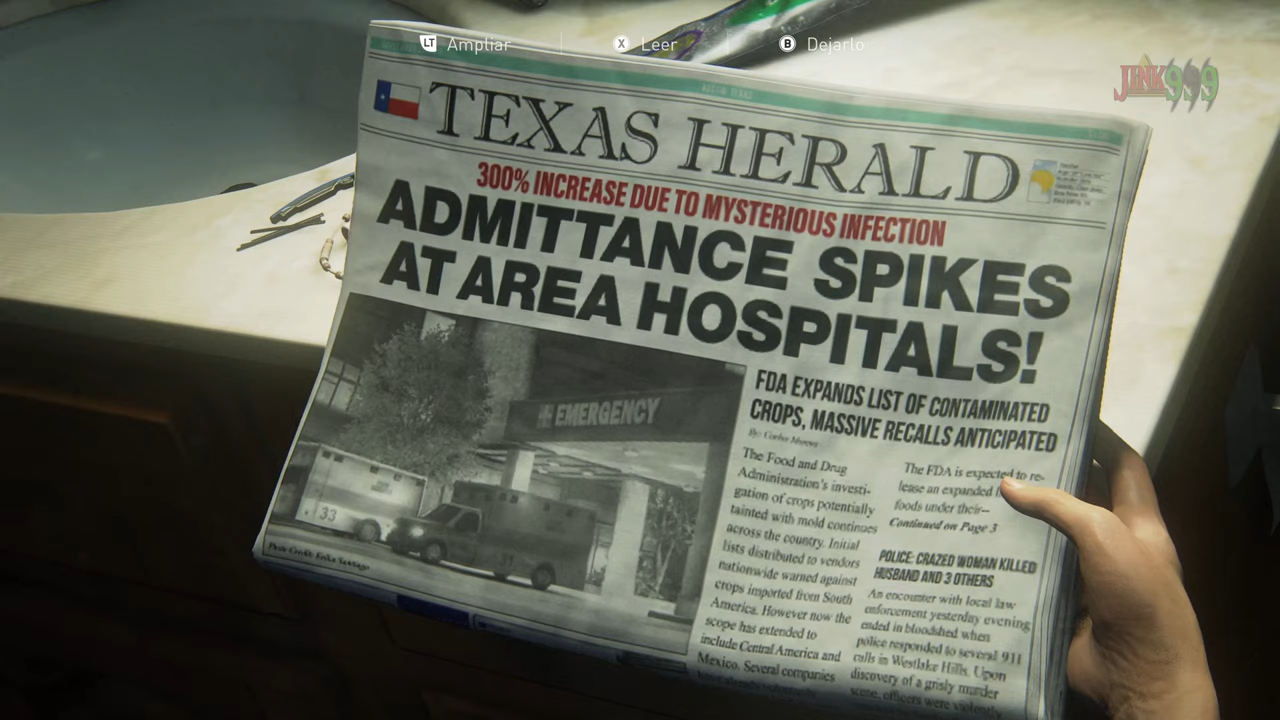 LT Ampliar
X Leer
B Dejarlo
JINK999
TEXAS HERALD
300% INCREASE DUE TO MYSTERIOUS INFECTION
ADMITTANCE SPIKES
AT AREA HOSPITALS!
EMERGENCY
33
FDA EXPANDS LIST OF CONTAMINATED
CROPS, MASSIVE RECALLS ANTICIPATED
The Food and Drug
Administration's investi-
gation of crops potentially
tainted with mold continues
across the country. Initial
lists distributed to vendors
nationwide warned against
crops imported from South
America. However now the
scope has extended to
include Central America and
Mexico. Several companies
have already voluntarily
The FDA is expected to re-
lease an expanded
foods under their--
Continued on Page 3
POLICE: CRAZED WOMAN KILLED
HUSBAND AND 3 OTHERS
An encounter with local law
enforcement yesterday evening
ended in bloodshed when
police responded to several 911
calls in Westlake Hills. Upon
discovery of a grisly murder
scene, officers were violently